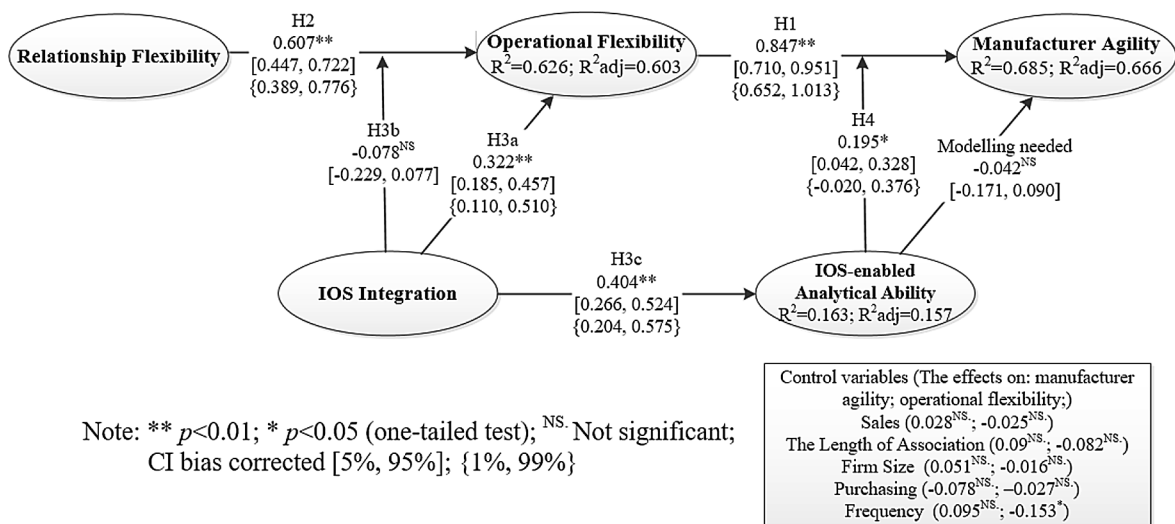 H2
0.607**
[0.447, 0.722]
{0.389, 0.776}
Relationship Flexibility
Operational Flexibility
R²=0.626; R²adj=0.603
H1
0.847**
[0.710, 0.951]
{0.652, 1.013}
Manufacturer Agility
R²=0.685; R²adj=0.666
H3b
-0.078NS
[-0.229, 0.077]
H3a
0.322**
[0.185, 0.457]
{0.110, 0.510}
H4
0.195*
[0.042, 0.328]
{-0.020, 0.376}
Modelling needed
-0.042NS
[-0.171, 0.090]
IOS Integration
H3c
0.404**
[0.266, 0.524]
{0.204, 0.575}
IOS-enabled
Analytical Ability
R²=0.163; R²adj=0.157
Note: ** p<0.01; * p<0.05 (one-tailed test); NS. Not significant;
CI bias corrected [5%, 95%]; {1%, 99%}
Control variables (The effects on: manufacturer
agility; operational flexibility;)
Sales (0.028NS.; -0.025NS.)
The Length of Association (0.09NS.; -0.082NS.)
Firm Size (0.051NS.; -0.016NS.)
Purchasing (-0.078NS.; –0.027NS.)
Frequency (0.095NS.; -0.153*)